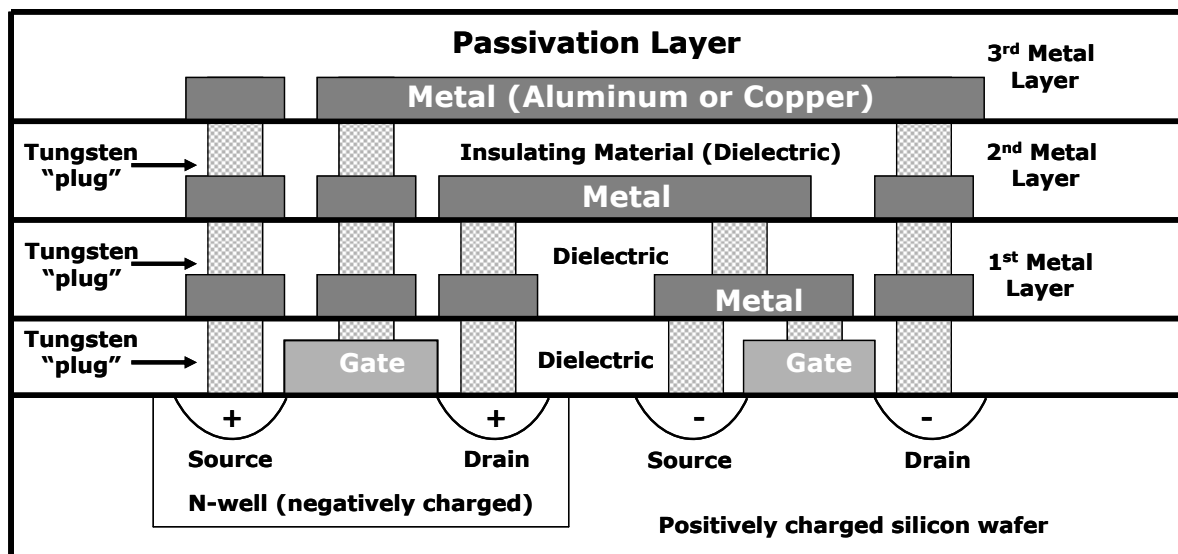 Passivation Layer
3rd Metal
Layer
Metal (Aluminum or Copper)
Tungsten
“plug”
Insulating Material (Dielectric)
2nd Metal
Layer
Metal
Tungsten
“plug”
Dielectric
1st Metal
Layer
Metal
Tungsten
“plug”
Gate
Dielectric
Gate
+
+
-
-
Source
Drain
Source
Drain
N-well (negatively charged)
Positively charged silicon wafer